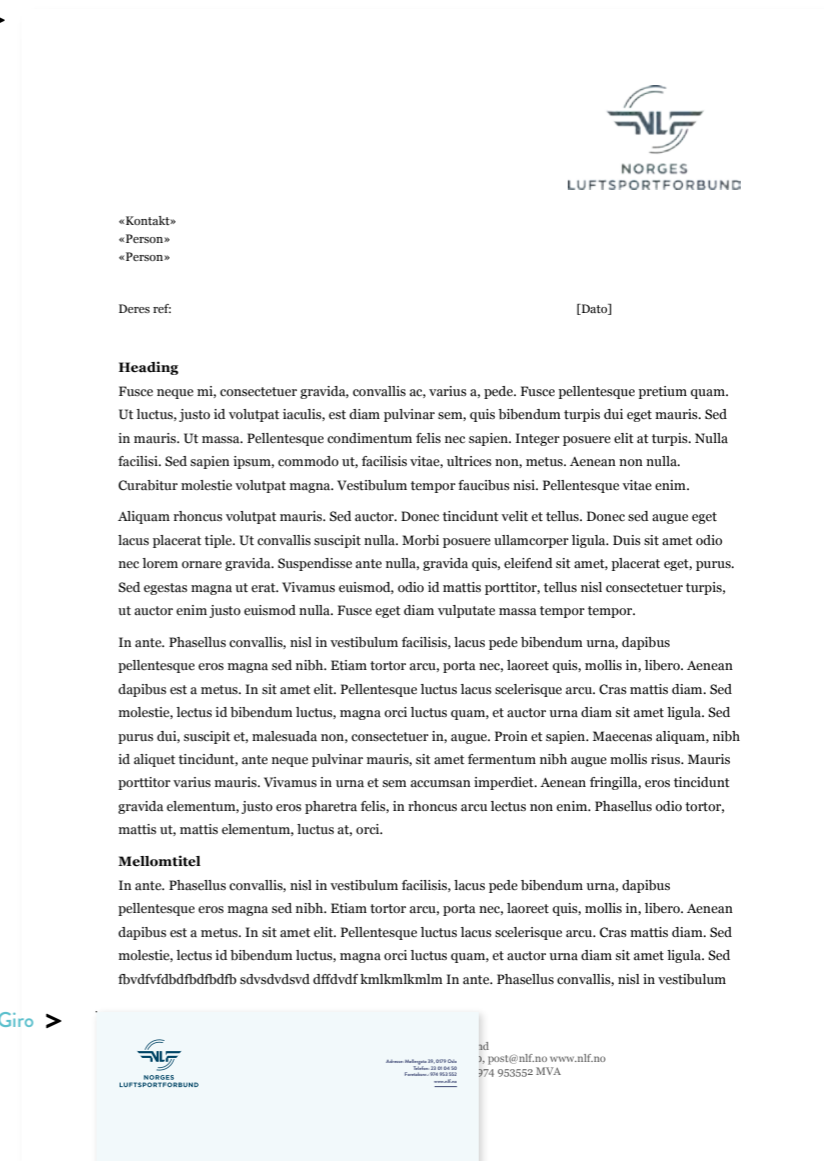 NLF
NORGES
LUFTSPORTFORBUND
«Kontakt»
«Person»
«Person»
Deres ref:
[Dato]
Heading
Fusce neque mi, consectetuer gravida, convallis ac, varius a, pede. Fusce pellentesque pretium quam.
Ut luctus, justo id volutpat iaculis, est diam pulvinar sem, quis bibendum turpis dui eget mauris. Sed
in mauris. Ut massa. Pellentesque condimentum felis nec sapien. Integer posuere elit at turpis. Nulla
facilisi. Sed sapien ipsum, commodo ut, facilisis vitae, ultrices non, metus. Aenean non nulla.
Curabitur molestie volutpat magna. Vestibulum tempor faucibus nisi. Pellentesque vitae enim.
Aliquam rhoncus volutpat mauris. Sed auctor. Donec tincidunt velit et tellus. Donec sed augue eget
lacus placerat tiple. Ut convallis suscipit nulla. Morbi posuere ullamcorper ligula. Duis sit amet odio
nec lorem ornare gravida. Suspendisse ante nulla, gravida quis, eleifend sit amet, placerat eget, purus.
Sed egestas magna ut erat. Vivamus euismod, odio id mattis porttitor, tellus nisl consectetuer turpis,
ut auctor enim justo euismod nulla. Fusce eget diam vulputate massa tempor tempor.
In ante. Phasellus convallis, nisl in vestibulum facilisis, lacus pede bibendum urna, dapibus
pellentesque eros magna sed nibh. Etiam tortor arcu, porta nec, laoreet quis, mollis in, libero. Aenean
dapibus est a metus. In sit amet elit. Pellentesque luctus lacus scelerisque arcu. Cras mattis diam. Sed
molestie, lectus id bibendum luctus, magna orci luctus quam, et auctor urna diam sit amet ligula. Sed
purus dui, suscipit et, malesuada non, consectetuer in, augue. Proin et sapien. Maecenas aliquam, nibh
id aliquet tincidunt, ante neque pulvinar mauris, sit amet fermentum nibh augue mollis risus. Mauris
porttitor varius mauris. Vivamus in urna et sem accumsan imperdiet. Aenean fringilla, eros tincidunt
gravida elementum, justo eros pharetra felis, in rhoncus arcu lectus non enim. Phasellus odio tortor,
mattis ut, mattis elementum, luctus at, orci.
Mellomtitel
In ante. Phasellus convallis, nisl in vestibulum facilisis, lacus pede bibendum urna, dapibus
pellentesque eros magna sed nibh. Etiam tortor arcu, porta nec, laoreet quis, mollis in, libero. Aenean
dapibus est a metus. In sit amet elit. Pellentesque luctus lacus scelerisque arcu. Cras mattis diam. Sed
molestie, lectus id bibendum luctus, magna orci luctus quam, et auctor urna diam sit amet ligula. Sed
fbvdfvfdbdfbdfbdfb sdvsdvdsvd dffdvdf kmlkmlkmlm In ante. Phasellus convallis, nisl in vestibulum
Giro >
nd
, post@nlf.no www.nlf.no
974 953552 MVA
NLF
NORGES
LUFTSPORTFORBUND
Adresse: Møllergata 39, 0179 Oslo
Telefon: 23 01 04 50
974 953 552
www.nlf.no